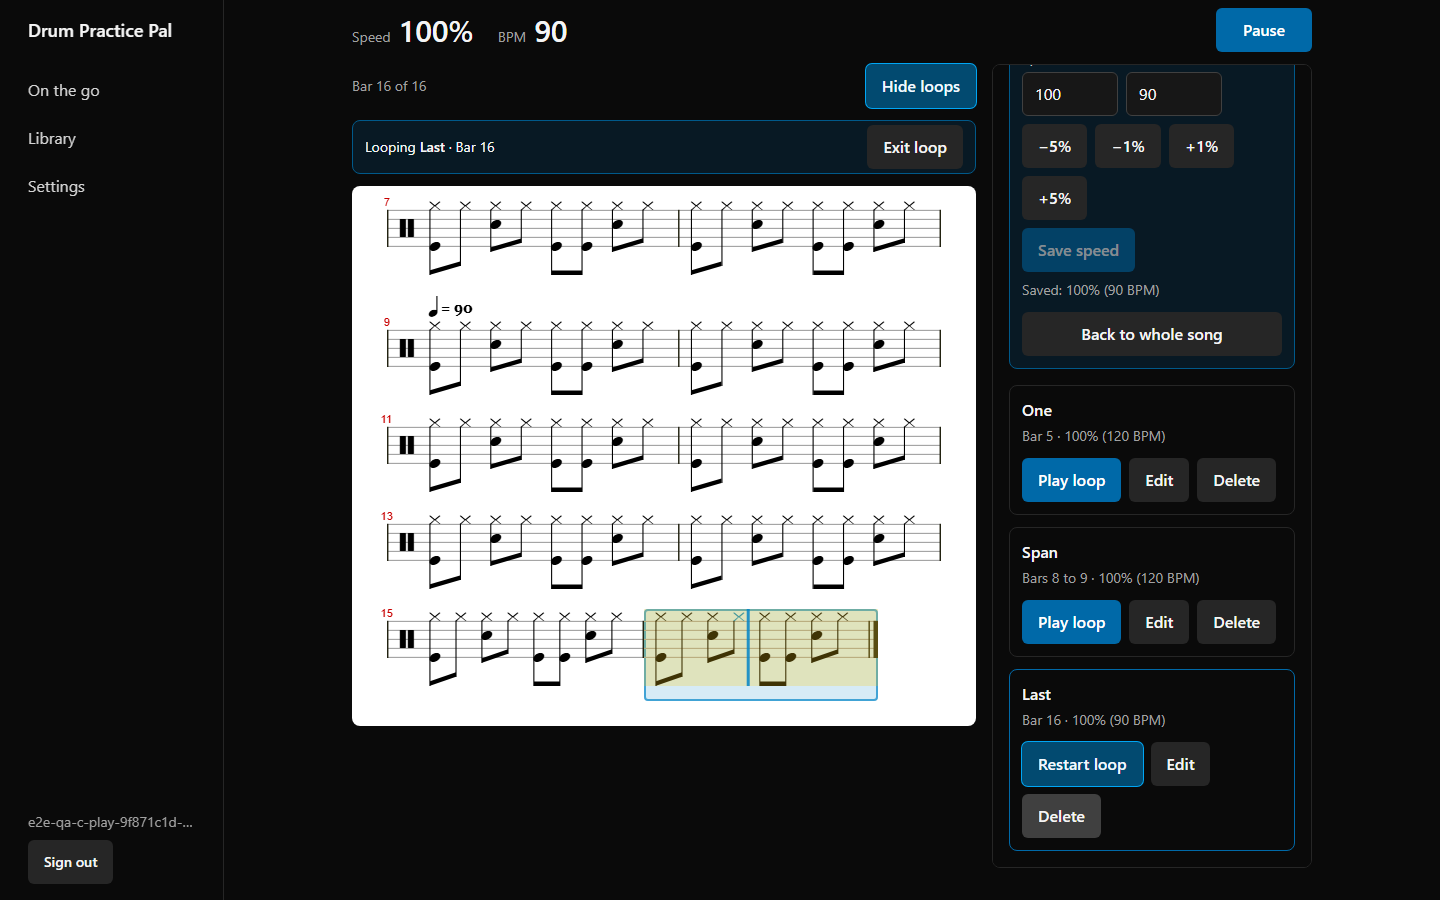 Drum Practice Pal
On the go
Library
Settings
e2e-qa-c-play-9f871c1d-...
Sign out
Speed 100% BPM 90
Pause
Bar 16 of 16
Hide loops
Looping Last · Bar 16
Exit loop
7
= 90
9
11
13
15
100
90
−5%
−1%
+1%
+5%
Save speed
Saved: 100% (90 BPM)
Back to whole song
One
Bar 5 · 100% (120 BPM)
Play loop
Edit
Delete
Span
Bars 8 to 9 · 100% (120 BPM)
Play loop
Edit
Delete
Last
Bar 16 · 100% (90 BPM)
Restart loop
Edit
Delete